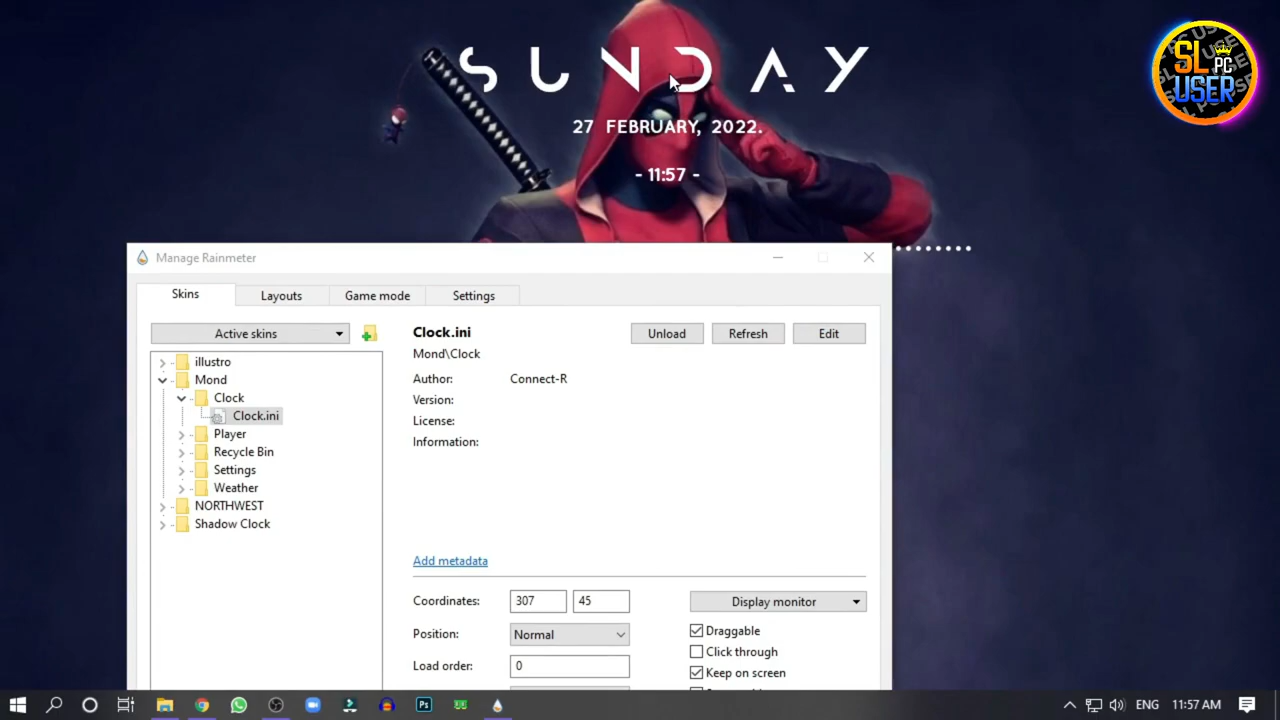 SUNDAY
27 FEBRUARY, 2022.
- 11:57 -
SL PC
USER
Manage Rainmeter
Skins
Layouts
Game mode
Settings
Active skins
illustro
Mond
Clock
Clock.ini
Player
Recycle Bin
Settings
Weather
NORTHWEST
Shadow Clock
Clock.ini
Unload
Refresh
Edit
Mond\Clock
Author: Connect-R
Version:
License:
Information:
Add metadata
Coordinates: 307 45
Display monitor
Position: Normal
Draggable
Click through
Load order: 0
Keep on screen
Ps
ENG
11:57 AM